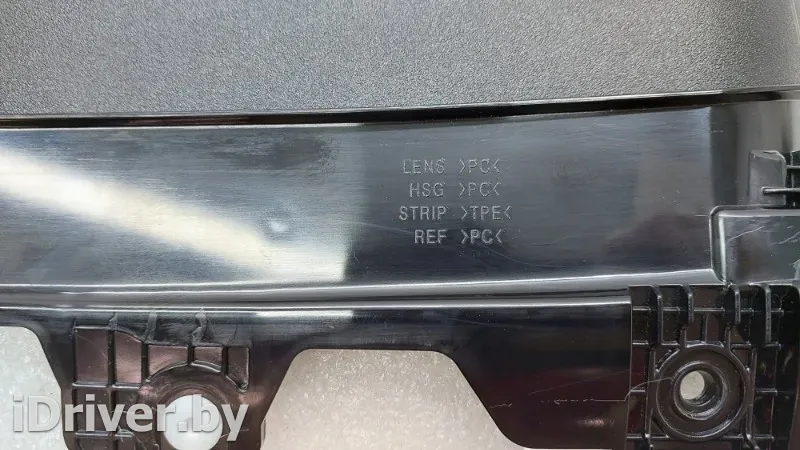 LENS >PC<
HSG >PC<
STRIP >TPE<
REF >PC<
iDriver.by